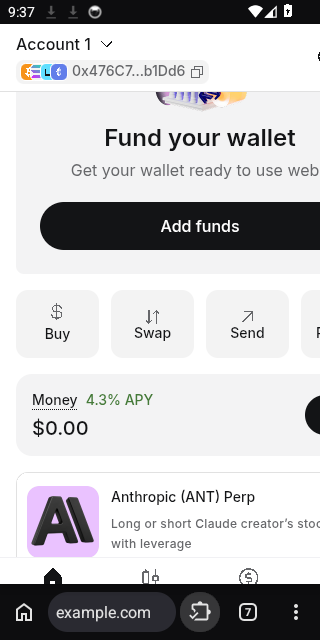 9:37
Account 1
0x476C7...b1Dd6
Fund your wallet
Get your wallet ready to use web
Add funds
Buy
Swap
Send
Money 4.3% APY
$0.00
Anthropic (ANT) Perp
Long or short Claude creator's stoc
with leverage
example.com
7